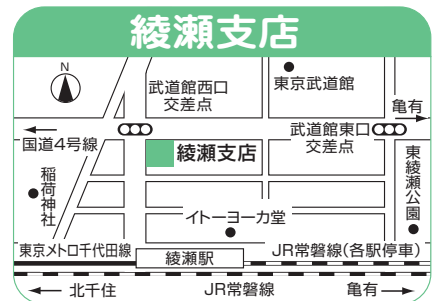 綾瀬支店
N
武道館西口
交差点
東京武道館
亀有
国道4号線
武道館東口
交差点
綾瀬支店
稲荷神社
東綾瀬公園
イトーヨーカ堂
東京メトロ千代田線
綾瀬駅
JR常磐線(各駅停車)
北千住
JR常磐線
亀有